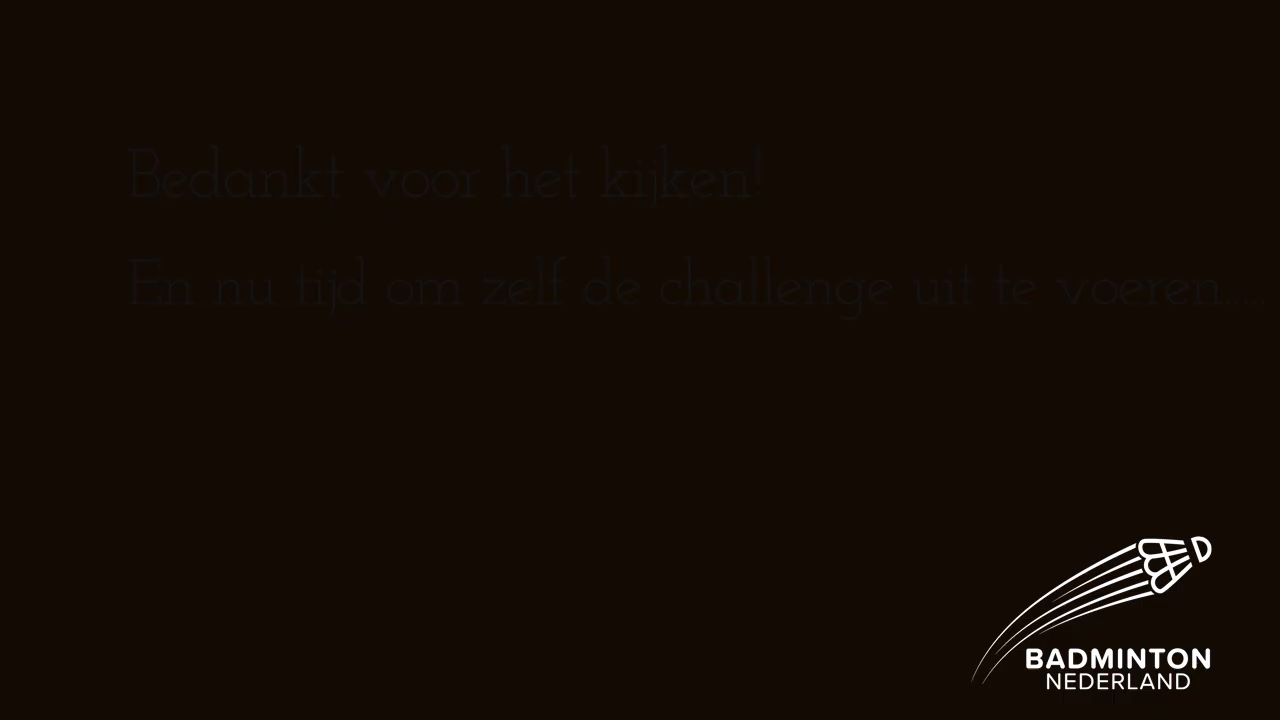 Bedankt voor het kijken!
En nu tijd om zelf de challenge uit te voeren.....
BADMINTON
NEDERLAND